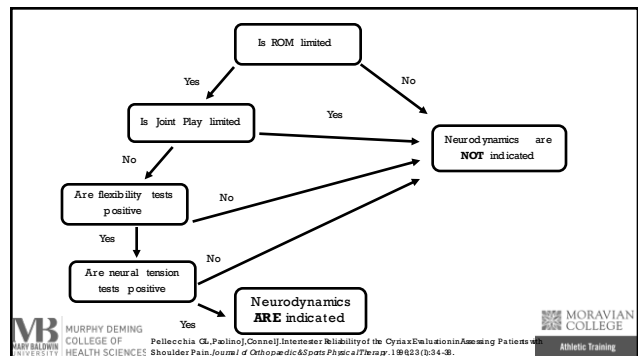 Is ROM limited
Yes
No
Is Joint Play limited
Yes
Neurodynamics are
NOT indicated
No
Are flexibility tests
positive
No
Yes
No
Are neural tension
tests positive
Yes
Neurodynamics
ARE indicated
MB
MARY BALDWIN
UNIVERSITY
MURPHY DEMING
COLLEGE OF
HEALTH SCIENCES
Pellecchia GL, Paolino J, Connell J. Intertester Reliability of the Cyriax Evaluation in Assessing Patients with
Shoulder Pain. Journal of Orthopaedic & Sports Physical Therapy. 1996;23(1):34-38.
MORAVIAN
COLLEGE
Athletic Training